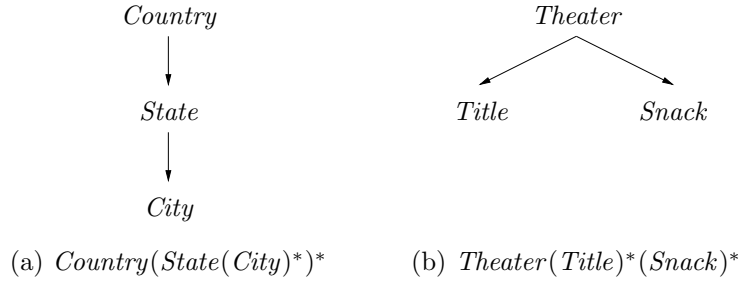 Country
Theater
State
Title
Snack
City
(a) Country(State(City)*)*
(b) Theater(Title)*(Snack)*